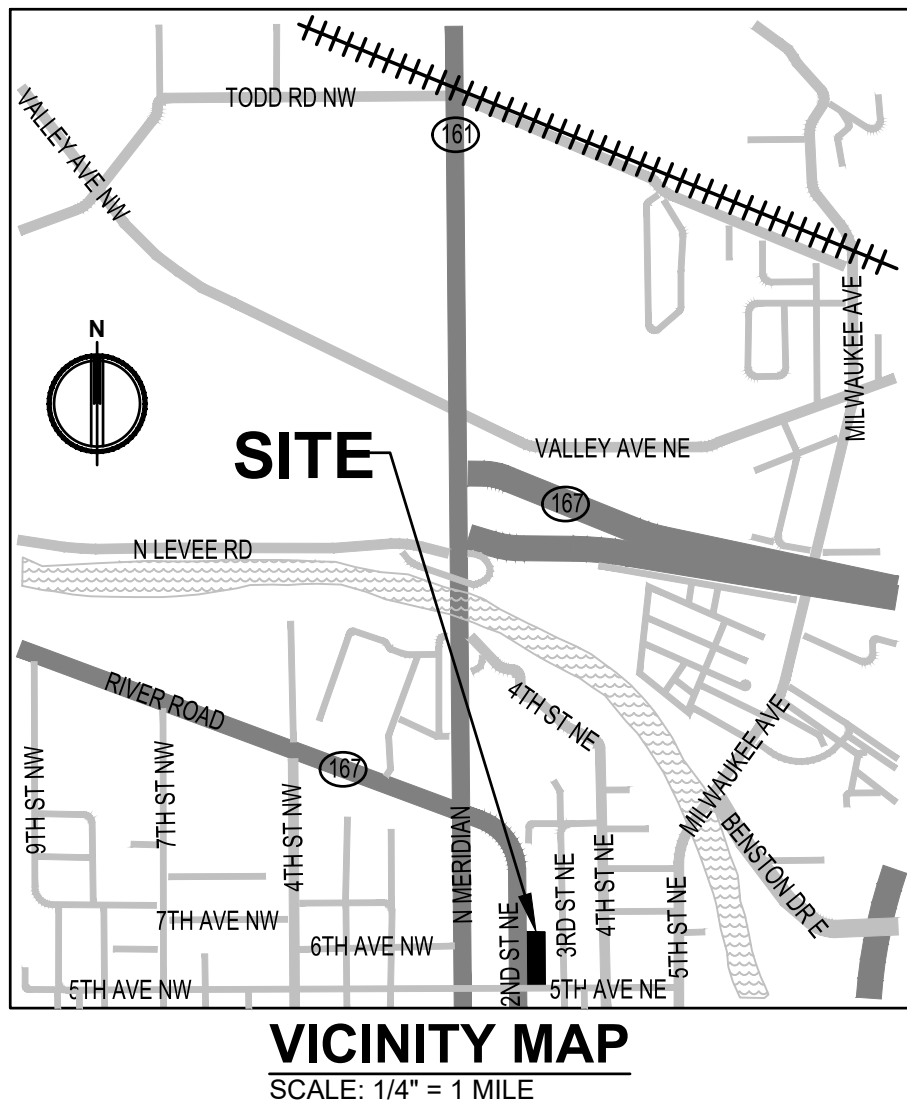 TODD RD NW
161
VALLEY AVE NW
MILWAUKEE AVE
N
SITE
VALLEY AVE NE
167
N LEVEE RD
RIVER ROAD
4TH ST NE
167
MILWAUKEE AVE
9TH ST NW
7TH ST NW
4TH ST NW
N MERIDIAN
BENSTON DR E
3RD ST NE
4TH ST NE
5TH ST NE
7TH AVE NW
6TH AVE NW
2ND ST NE
5TH AVE NW
5TH AVE NE
VICINITY MAP
SCALE: 1/4" = 1 MILE